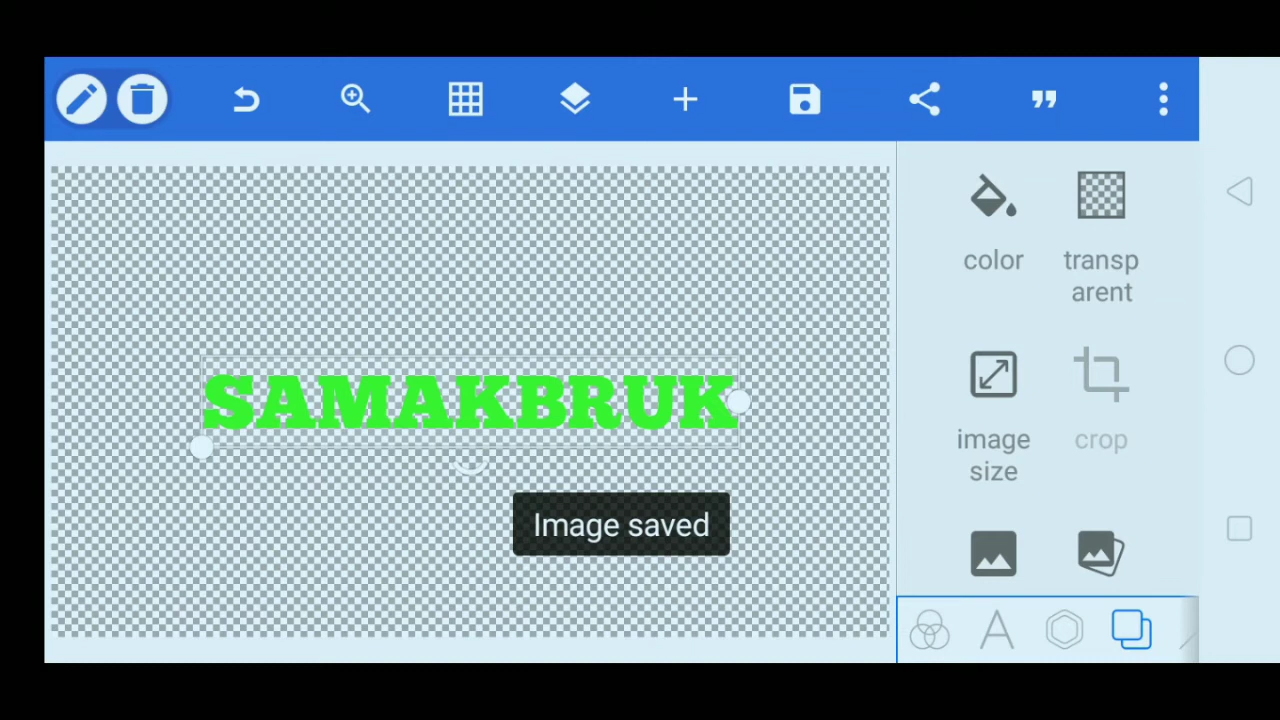 color
transp
arent
SAMAKBRUK
image
size
crop
Image saved